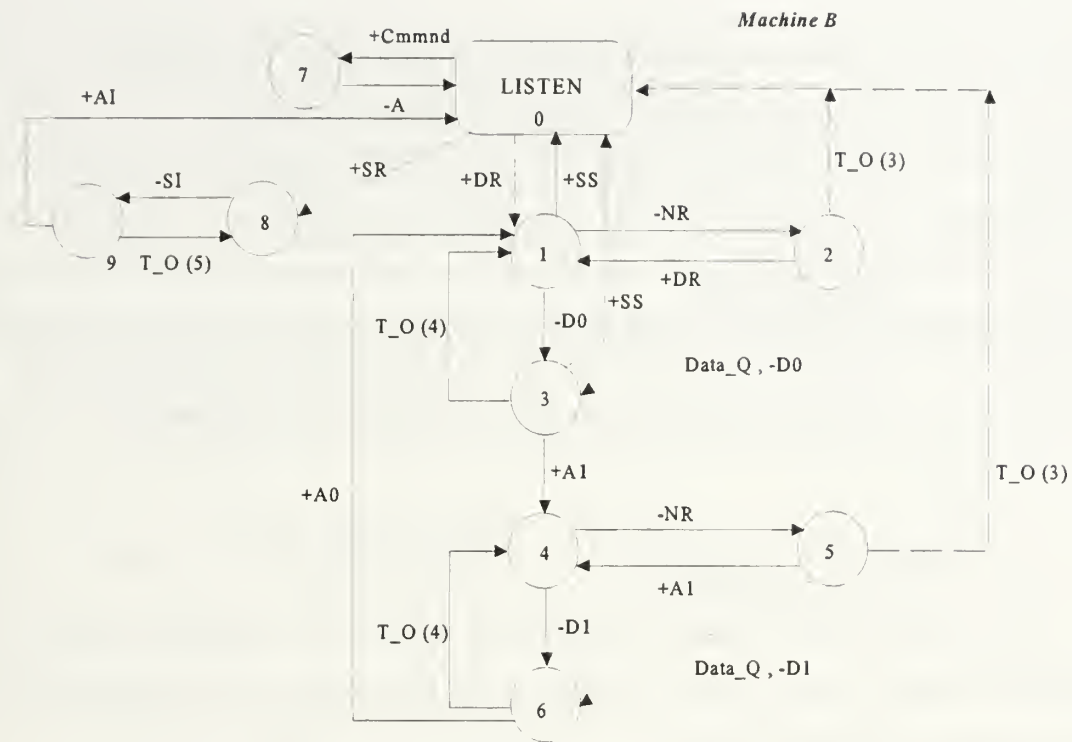 Machine B
+Cmmnd
7
LISTEN
0
+AI
-A
+SR
+DR
+SS
T_O (3)
-SI
8
-NR
1
2
9
T_O (5)
+DR
+SS
T_O (4)
-D0
Data_Q , -D0
3
+A0
+A1
T_O (3)
-NR
4
5
+A1
T_O (4)
-D1
Data_Q , -D1
6